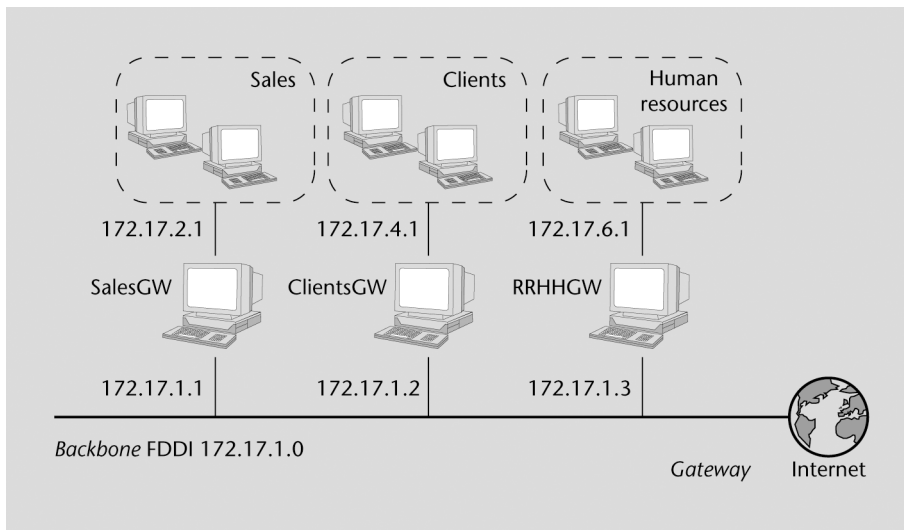 Sales
Clients
Human
resources
172.17.2.1
172.17.4.1
172.17.6.1
SalesGW
ClientsGW
RRHHGW
172.17.1.1
172.17.1.2
172.17.1.3
Backbone FDDI 172.17.1.0
Gateway
Internet